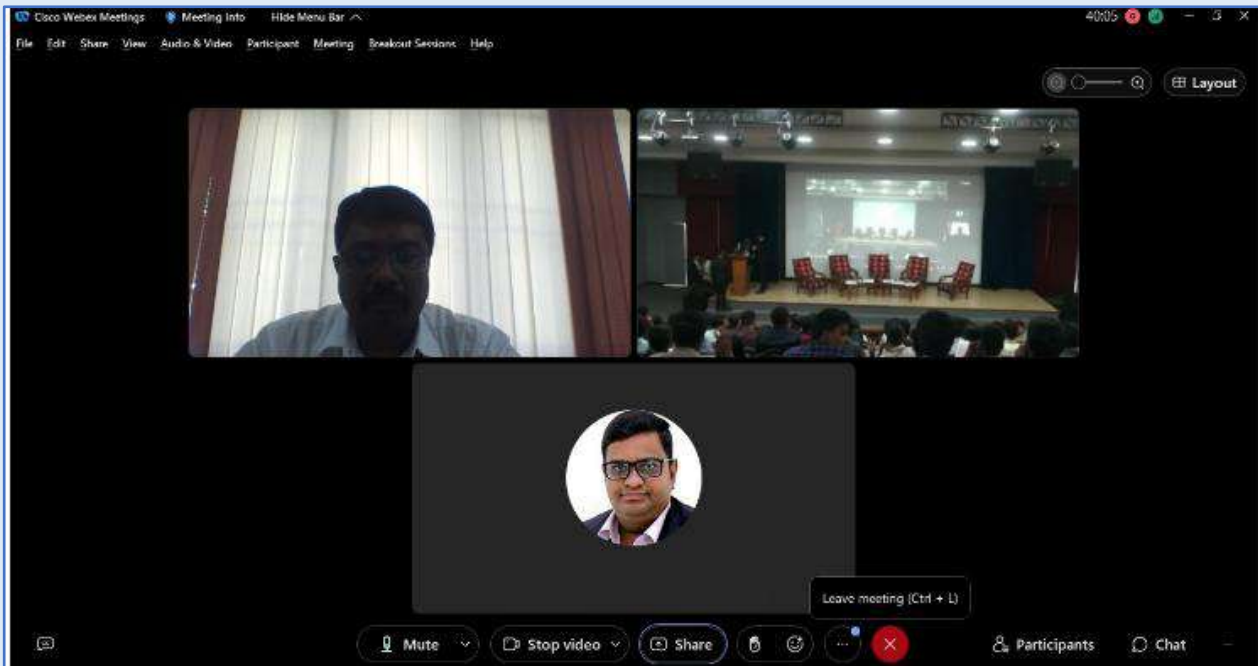 Cisco Webex Meetings Meeting Info Hide Menu Bar 40:05
File Edit Share View Audio & Video Participant Meeting Breakout Sessions Help
Layout
Leave meeting (Ctrl + L)
Mute Stop video Share Participants Chat